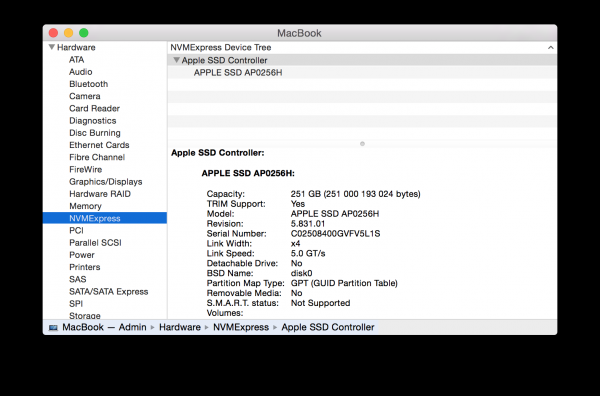 MacBook
Hardware
ATA
Audio
Bluetooth
Camera
Card Reader
Diagnostics
Disc Burning
Ethernet Cards
Fibre Channel
FireWire
Graphics/Displays
Hardware RAID
Memory
NVMExpress
PCI
Parallel SCSI
Power
Printers
SAS
SATA/SATA Express
SPI
Storage
NVMExpress Device Tree
Apple SSD Controller
APPLE SSD AP0256H
Apple SSD Controller:
APPLE SSD AP0256H:
Capacity: 251 GB (251 000 193 024 bytes)
TRIM Support: Yes
Model: APPLE SSD AP0256H
Revision: 5.831.01
Serial Number: C02508400GVFV5L1S
Link Width: x4
Link Speed: 5.0 GT/s
Detachable Drive: No
BSD Name: disk0
Partition Map Type: GPT (GUID Partition Table)
Removable Media: No
S.M.A.R.T. status: Not Supported
Volumes:
MacBook — Admin ▸ Hardware ▸ NVMExpress ▸ Apple SSD Controller